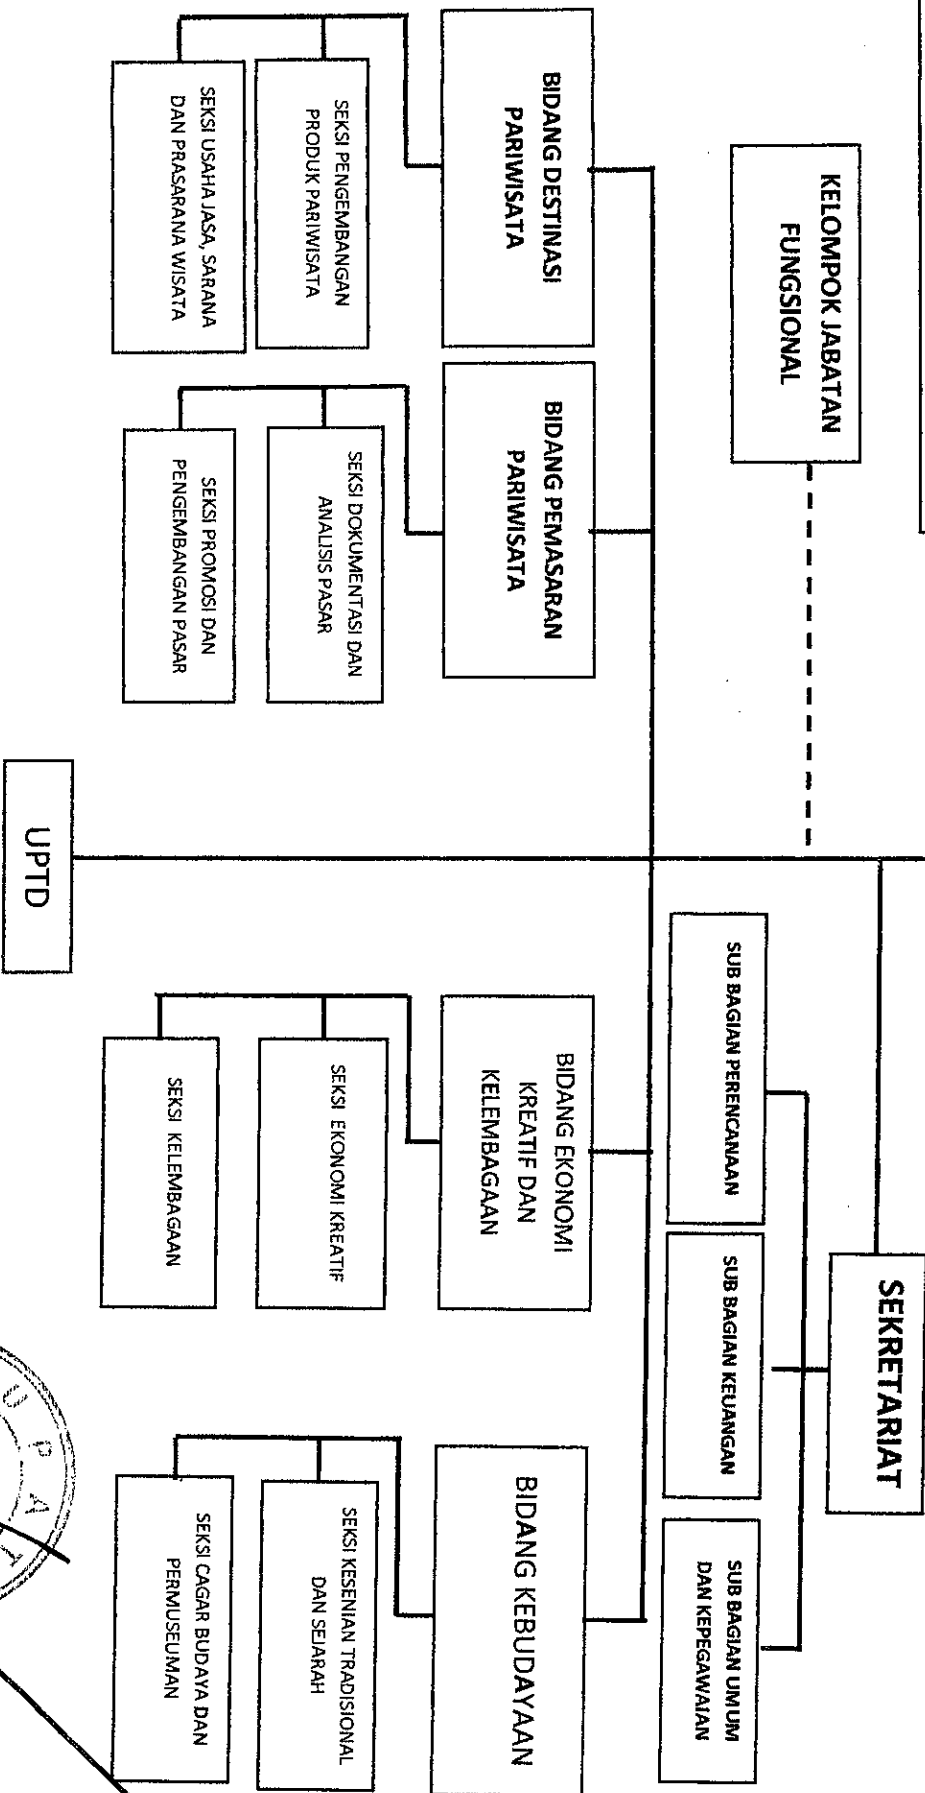 SEKRETARIAT
KELOMPOK JABATAN
FUNGSIONAL
SUB BAGIAN PERENCANAAN
SUB BAGIAN KEUANGAN
SUB BAGIAN UMUM
DAN KEPEGAWAIAN
BIDANG DESTINASI
PARIWISATA
BIDANG PEMASARAN
PARIWISATA
BIDANG EKONOMI
KREATIF DAN
KELEMBAGAAN
BIDANG KEBUDAYAAN
SEKSI PENGEMBANGAN
PRODUK PARIWISATA
SEKSI DOKUMENTASI DAN
ANALISIS PASAR
SEKSI EKONOMI KREATIF
SEKSI KESENIAN TRADISIONAL
DAN SEJARAH
SEKSI USAHA JASA, SARANA
DAN PRASARANA WISATA
SEKSI PROMOSI DAN
PENGEMBANGAN PASAR
SEKSI KELEMBAGAAN
SEKSI CAGAR BUDAYA DAN
PERMUSEUMAN
UPTD
UPAT